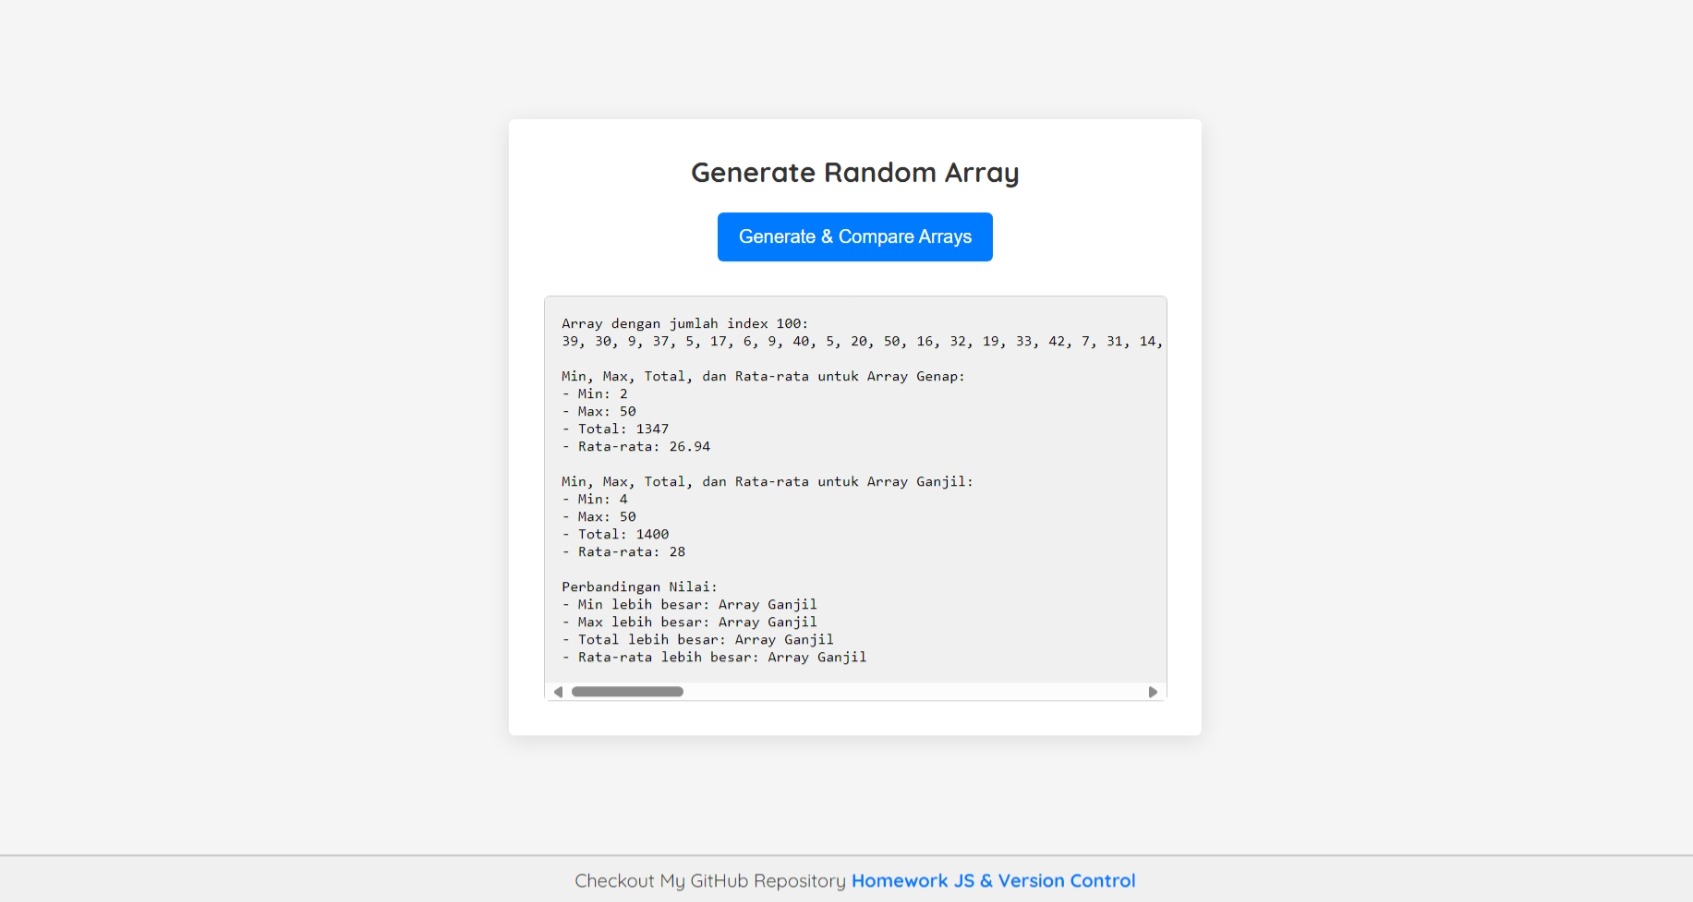 Generate Random Array
Generate & Compare Arrays
Array dengan jumlah index 100:
39, 30, 9, 37, 5, 17, 6, 9, 40, 5, 20, 50, 16, 32, 19, 33, 42, 7, 31, 14,
Min, Max, Total, dan Rata-rata untuk Array Genap:
- Min: 2
- Max: 50
- Total: 1347
- Rata-rata: 26.94
Min, Max, Total, dan Rata-rata untuk Array Ganjil:
- Min: 4
- Max: 50
- Total: 1400
- Rata-rata: 28
Perbandingan Nilai:
- Min lebih besar: Array Ganjil
- Max lebih besar: Array Ganjil
- Total lebih besar: Array Ganjil
- Rata-rata lebih besar: Array Ganjil
Checkout My GitHub Repository Homework JS & Version Control